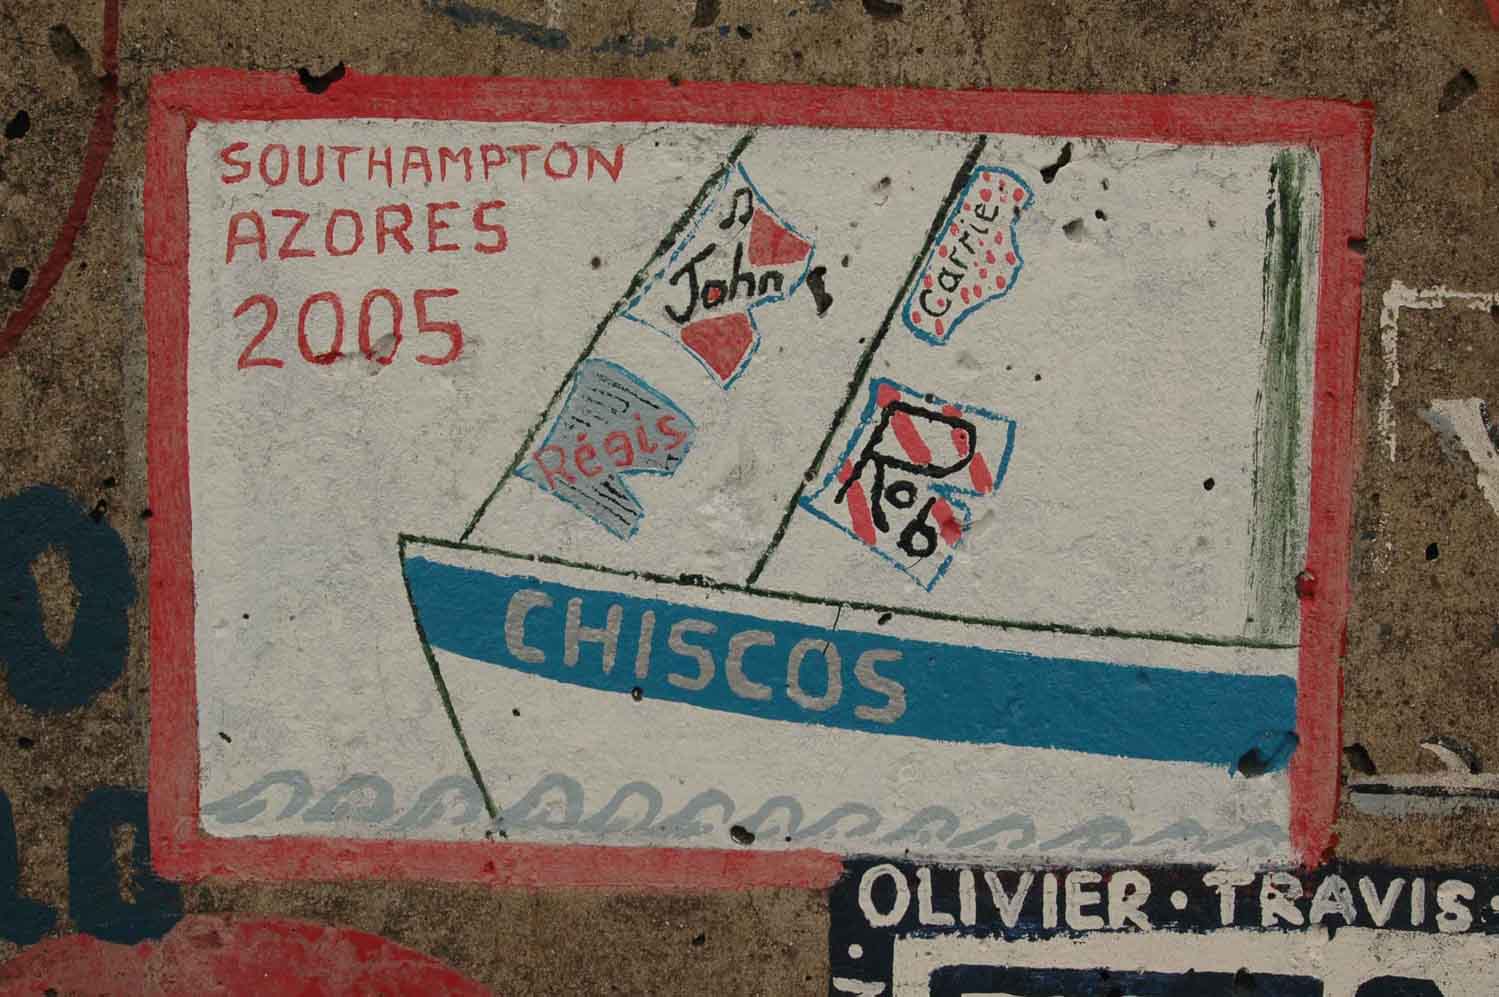 SOUTHAMPTON
AZORES
2005
John
Carrie
Régis
Rob
CHISCOS
OLIVIER · TRAVIS ·